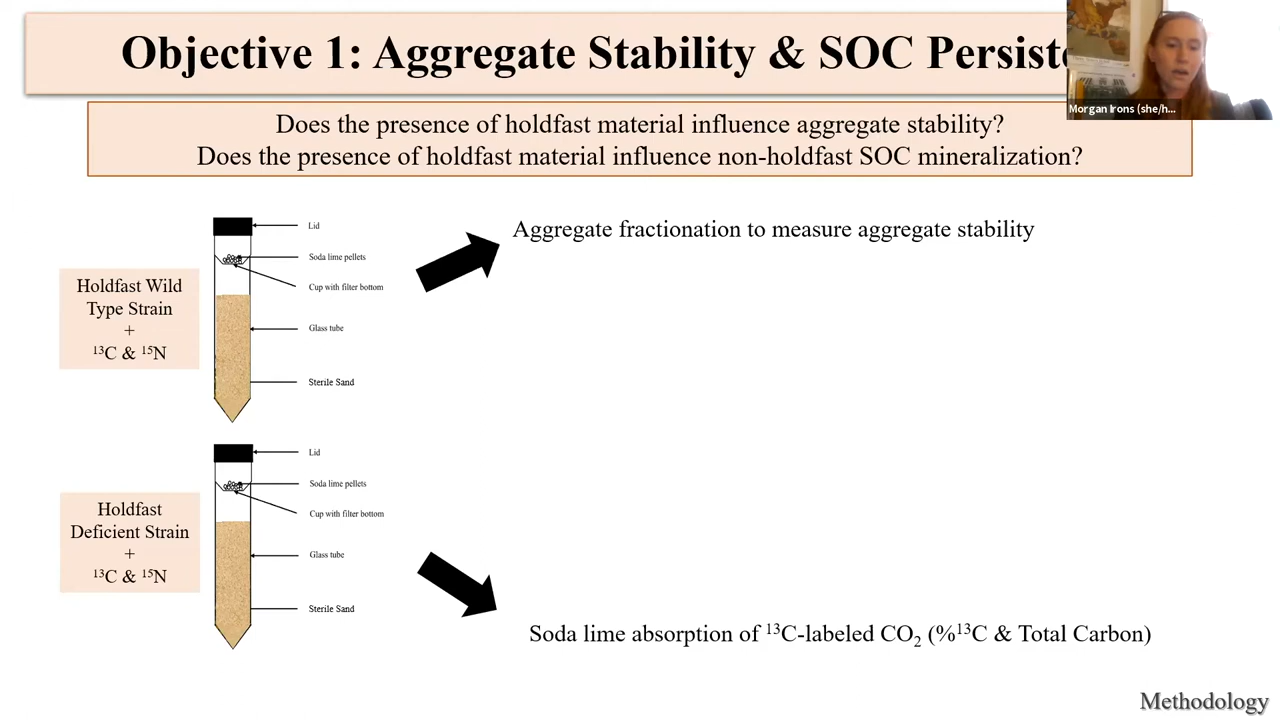 Objective 1: Aggregate Stability & SOC
Morgan Irons (she/h...
Does the presence of holdfast material influence aggregate stability?
Does the presence of holdfast material influence non-holdfast SOC mineralization?
Holdfast Wild
Type Strain
+
¹³C & ¹⁵N
Lid
Soda lime pellets
Cup with filter bottom
Glass tube
Sterile Sand
Aggregate fractionation to measure aggregate stability
Holdfast
Deficient Strain
+
¹³C & ¹⁵N
Lid
Soda lime pellets
Cup with filter bottom
Glass tube
Sterile Sand
Soda lime absorption of ¹³C-labeled CO₂ (%¹³C & Total Carbon)
Methodology